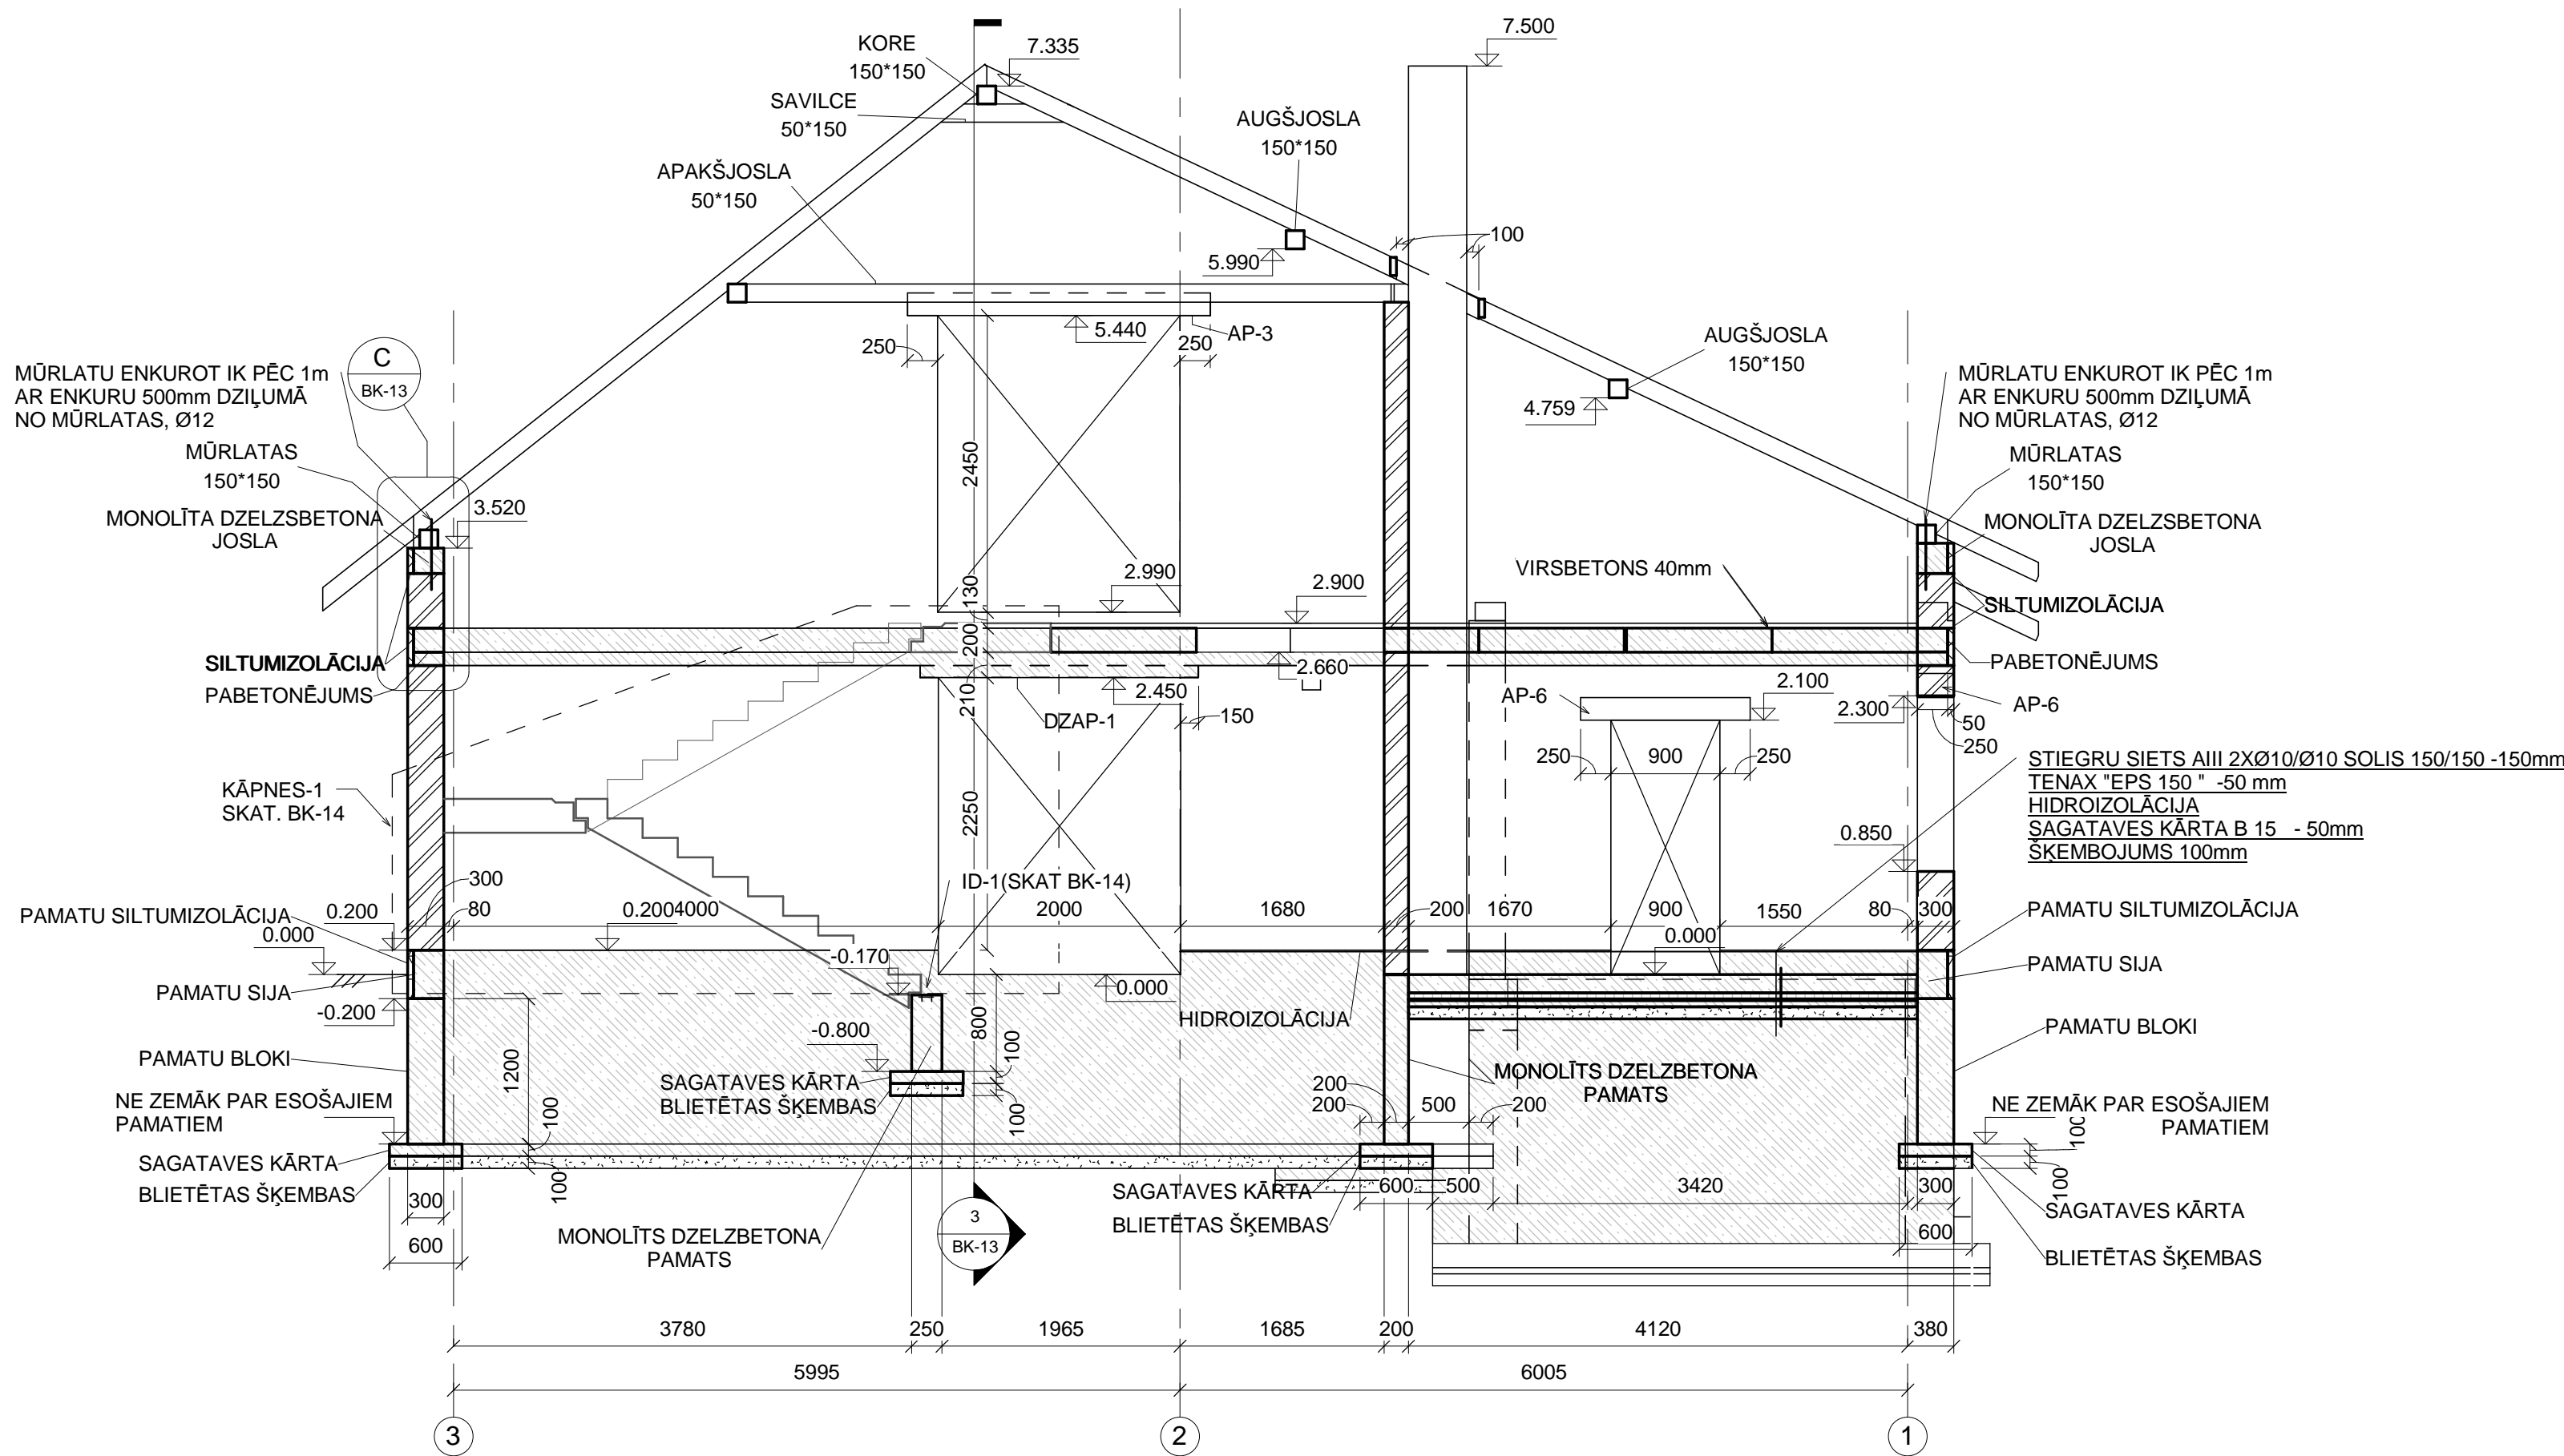 7.500
KORE
150*150
7.335
SAVILCE
50*150
AUGŠJOSLA
150*150
APAKŠJOSLA
50*150
100
5.990
5.440
AP-3
250
250
AUGŠJOSLA
150*150
4.759
C
BK-13
MŪRLATU ENKUROT IK PĒC 1m
AR ENKURU 500mm DZIĻUMĀ
NO MŪRLATAS, Ø12
MŪRLATU ENKUROT IK PĒC 1m
AR ENKURU 500mm DZIĻUMĀ
NO MŪRLATAS, Ø12
MŪRLATAS
150*150
MŪRLATAS
150*150
2450
3.520
MONOLĪTA DZELZSBETONA
JOSLA
MONOLĪTA DZELZSBETONA
JOSLA
VIRSBETONS 40mm
2.990
2.900
130
SILTUMIZOLĀCIJA
SILTUMIZOLĀCIJA
200
2.660
PABETONĒJUMS
PABETONĒJUMS
2.450
210
DZAP-1
150
AP-6
2.100
2.300
AP-6
50
250
250
900
250
STIEGRU SIETS AIII 2XØ10/Ø10 SOLIS 150/150 -150mm
TENAX "EPS 150 " -50 mm
HIDROIZOLĀCIJA
SAGATAVES KĀRTA B 15 - 50mm
ŠĶEMBOJUMS 100mm
KĀPNES-1
SKAT. BK-14
2250
0.850
300
ID-1(SKAT BK-14)
PAMATU SILTUMIZOLĀCIJA
0.200
80
0.200
4000
2000
1680
200
1670
900
1550
80
300
PAMATU SILTUMIZOLĀCIJA
0.000
-0.170
0.000
0.000
PAMATU SIJA
PAMATU SIJA
-0.200
-0.800
800
100
HIDROIZOLĀCIJA
PAMATU BLOKI
PAMATU BLOKI
1200
SAGATAVES KĀRTA
BLIETĒTAS ŠĶEMBAS
100
MONOLĪTS DZELZBETONA
PAMATS
200
200
500
200
NE ZEMĀK PAR ESOŠAJIEM
PAMATIEM
NE ZEMĀK PAR ESOŠAJIEM
PAMATIEM
100
100
SAGATAVES KĀRTA
BLIETĒTAS ŠĶEMBAS
100
100
SAGATAVES KĀRTA
BLIETĒTAS ŠĶEMBAS
600
500
3420
300
SAGATAVES KĀRTA
BLIETĒTAS ŠĶEMBAS
300
600
600
MONOLĪTS DZELZBETONA
PAMATS
3
BK-13
3780
250
1965
1685
200
4120
380
5995
6005
3
2
1